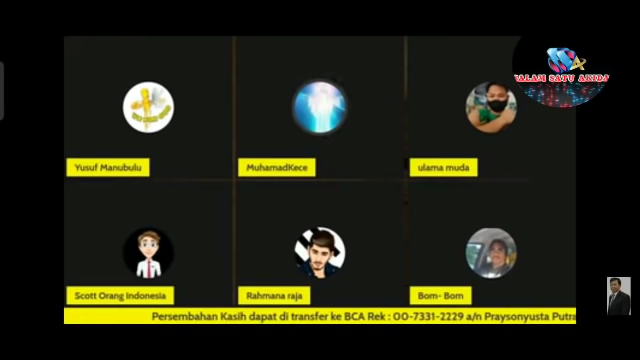 Yusuf Manubulu
MuhamadKece
ulama muda
Scott Orang Indonesia
Rahmana raja
Bom- Bom
Persembahan Kasih dapat di transfer ke BCA Rek : 00-7331-2229 a/n Praysonyusta Putra